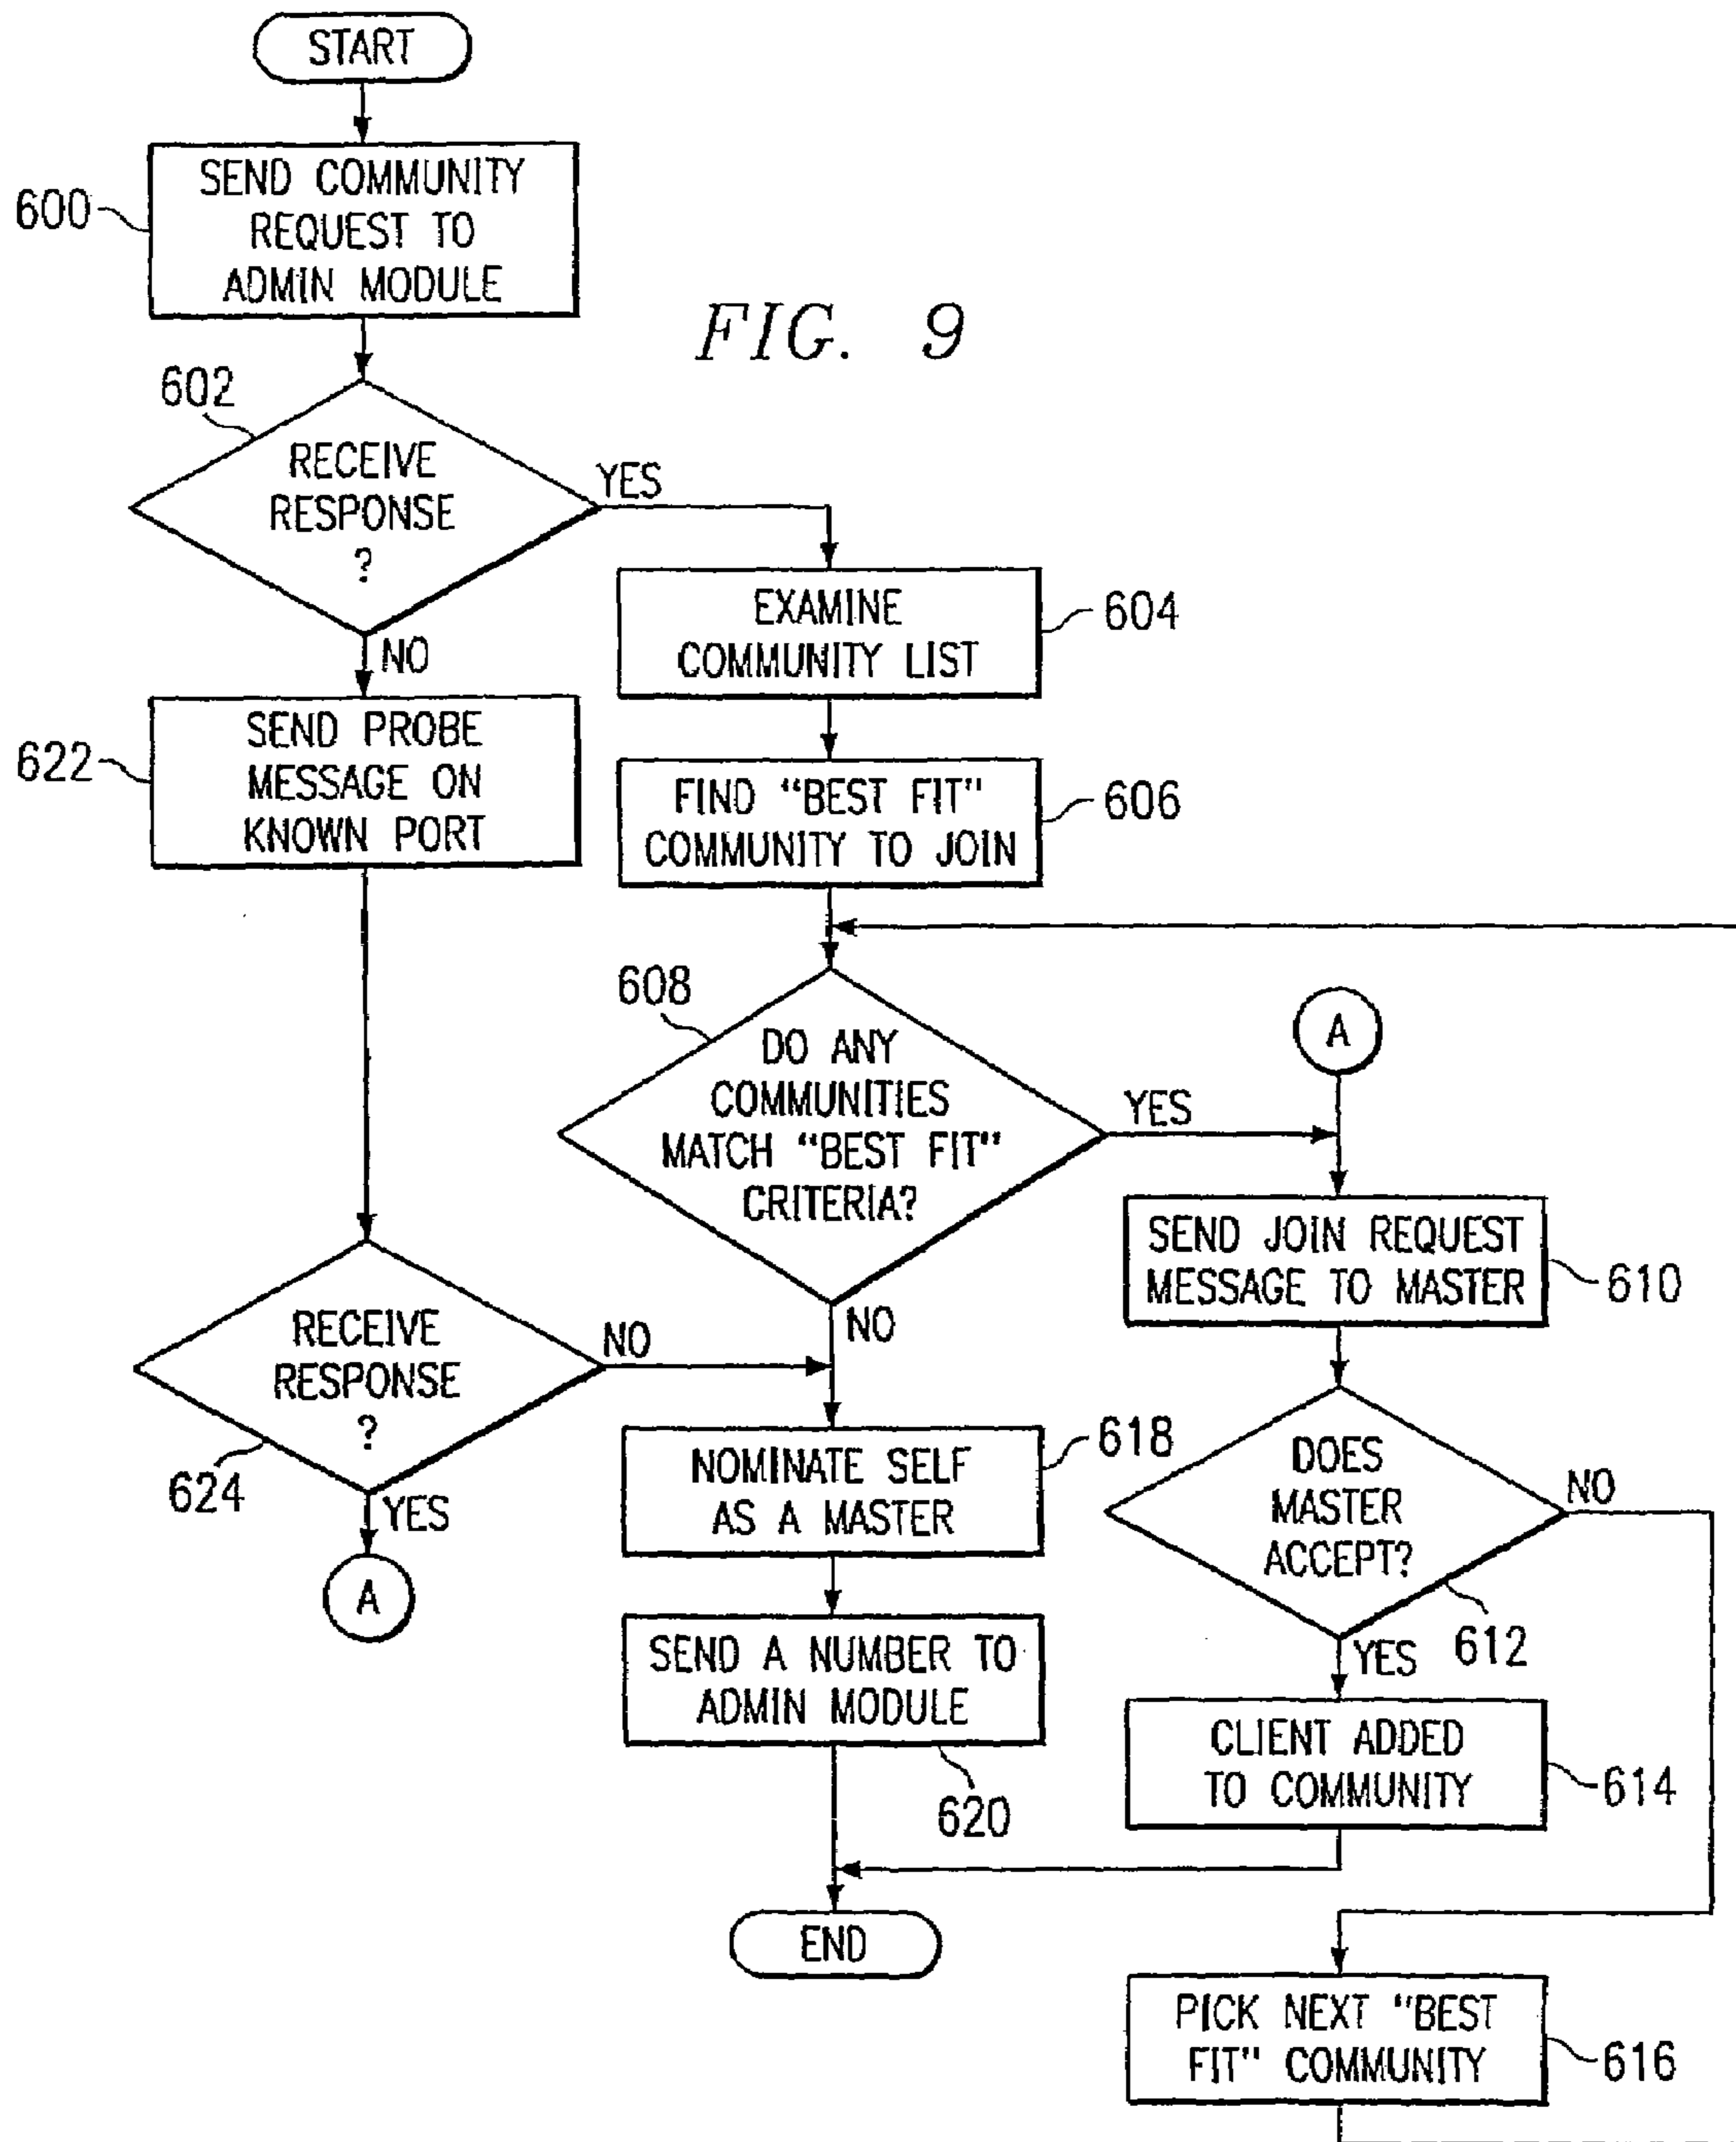 START
SEND COMMUNITY
REQUEST TO
ADMIN MODULE
600
FIG. 9
602
RECEIVE
RESPONSE
?
YES
NO
EXAMINE
COMMUNITY LIST
604
SEND PROBE
MESSAGE ON
KNOWN PORT
622
FIND "BEST FIT"
COMMUNITY TO JOIN
606
608
DO ANY
COMMUNITIES
MATCH "BEST FIT"
CRITERIA?
YES
NO
A
SEND JOIN REQUEST
MESSAGE TO MASTER
610
RECEIVE
RESPONSE
?
NO
624
YES
A
NOMINATE SELF
AS A MASTER
618
DOES
MASTER
ACCEPT?
NO
612
YES
SEND A NUMBER TO
ADMIN MODULE
620
CLIENT ADDED
TO COMMUNITY
614
END
PICK NEXT "BEST
FIT" COMMUNITY
616